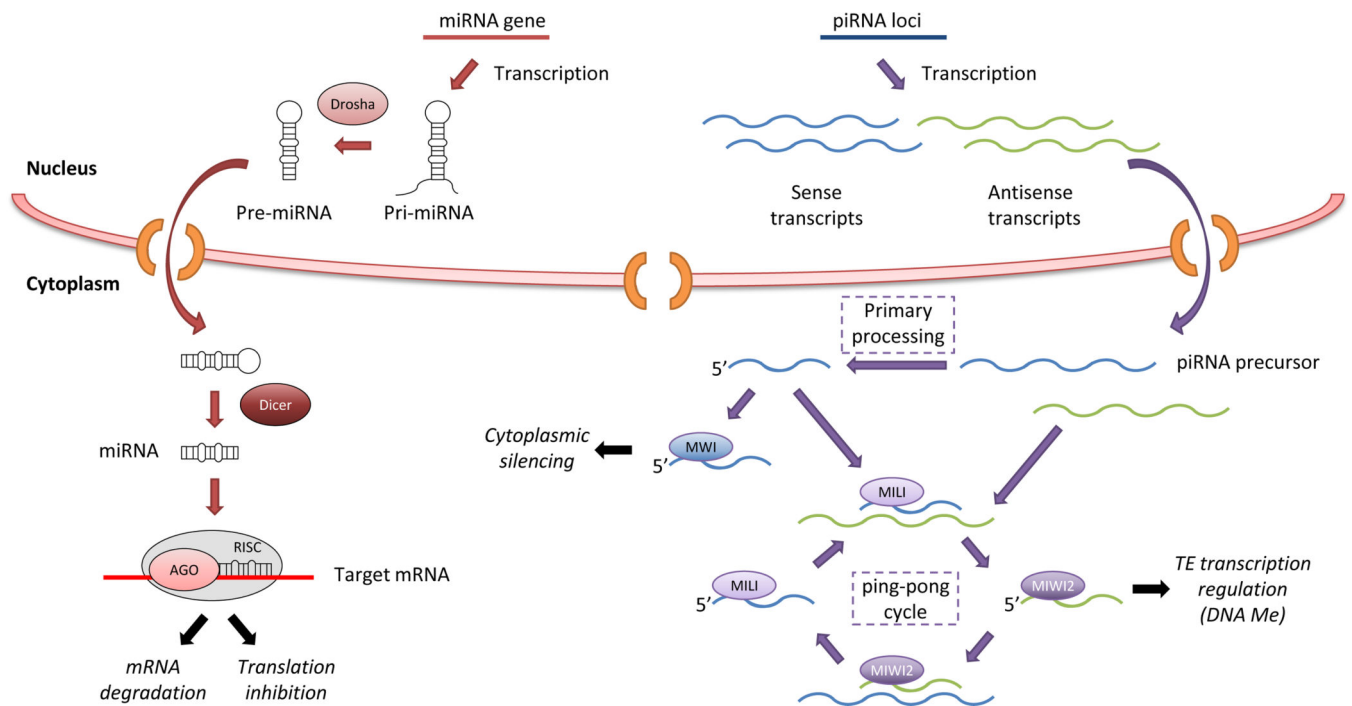 miRNA gene
piRNA loci
Transcription
Transcription
Drosha
Nucleus
Pre-miRNA
Pri-miRNA
Sense
transcripts
Antisense
transcripts
Cytoplasm
Primary
processing
5’
piRNA precursor
Dicer
miRNA
Cytoplasmic
silencing
5’
MWI
MILI
RISC
AGO
Target mRNA
5’
MILI
ping-pong
cycle
5’
MIWI2
TE transcription
regulation
(DNA Me)
mRNA
degradation
Translation
inhibition
MIWI2